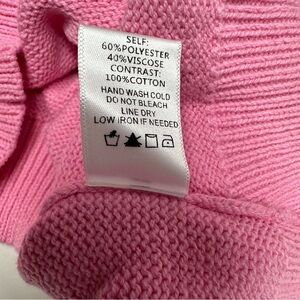 SELF:
60%POLYESTER
40%VISCOSE
CONTRAST:
100%COTTON
HAND WASH COLD
DO NOT BLEACH
LINE DRY
LOW IRON IF NEEDED